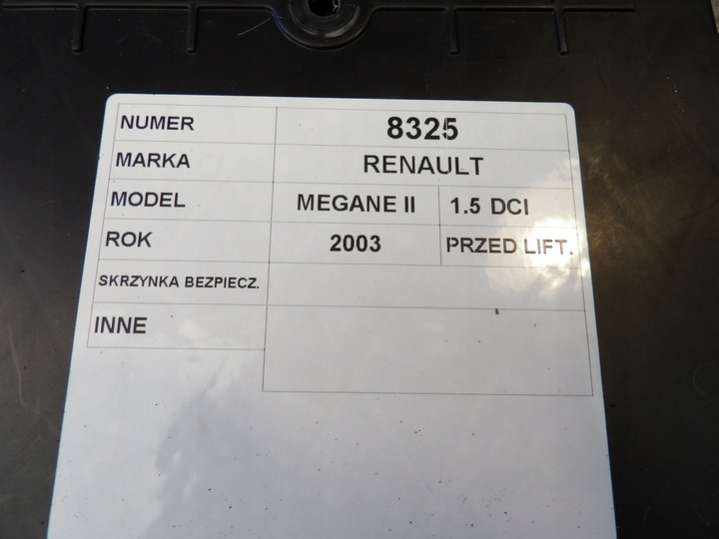 NUMER 8325
MARKA RENAULT
MODEL MEGANE II 1.5 DCI
ROK 2003 PRZED LIFT.
SKRZYNKA BEZPIECZ.
INNE